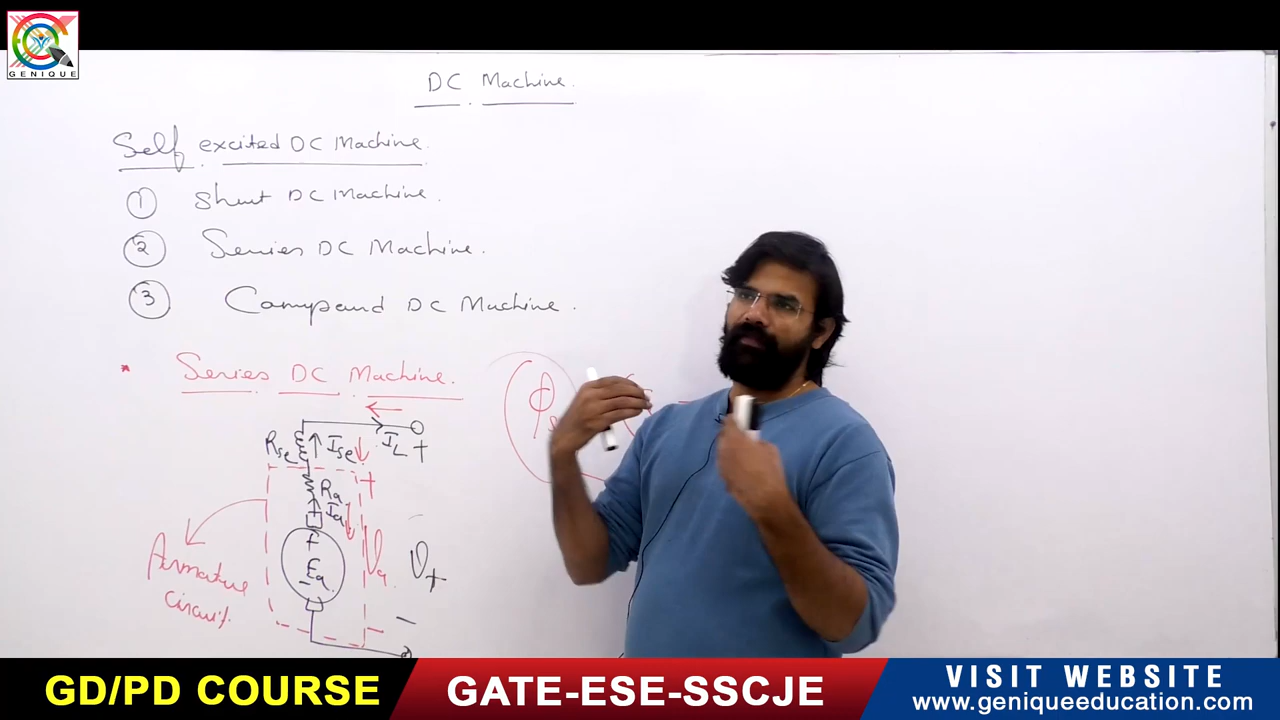 GENIQUE
DC Machine.
Self excited DC Machine.
① Shunt DC Machine.
② Series DC Machine.
③ Compound DC Machine.
* Series DC Machine.
Rse Ise IL +
+
Ra
Ia
+
Ea
-
Va
Vt
-
-
Armature
circuit.
ϕ
GD/PD COURSE
GATE-ESE-SSCJE
VISIT WEBSITE
www.geniqueeducation.com